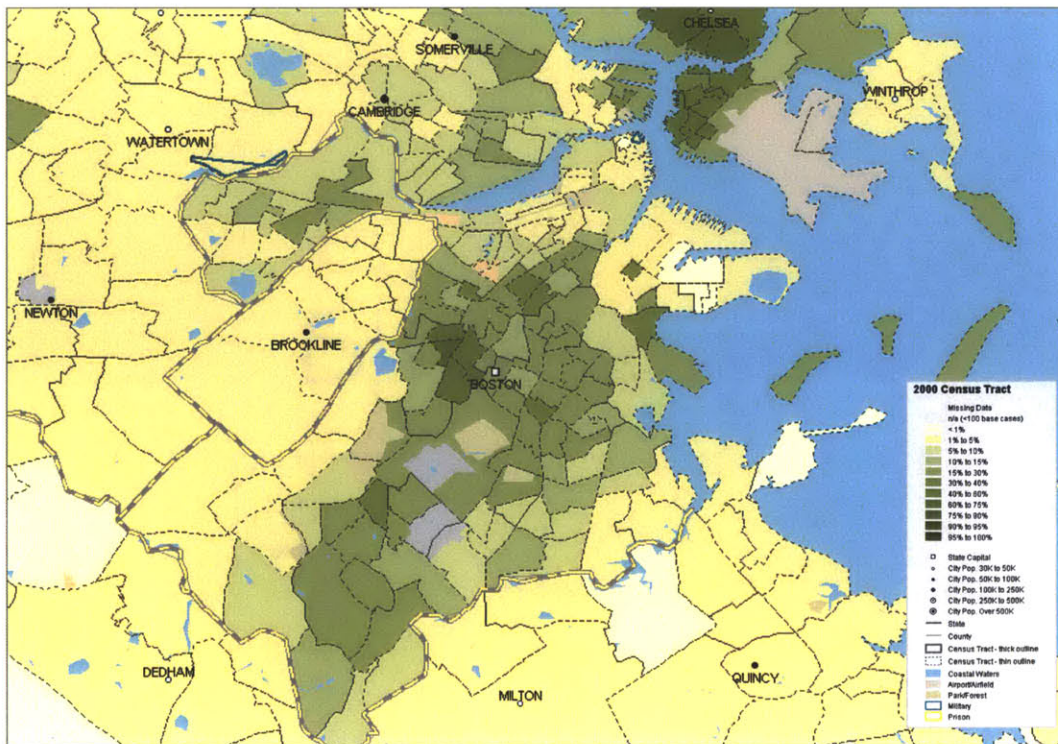 CHELSEA
SOMERVILLE
WINTHROP
CAMBRIDGE
WATERTOWN
NEWTON
BROOKLINE
BOSTON
2000 Census Tract
Missing Data
n/a (<100 base cases)
< 1%
1% to 5%
5% to 10%
10% to 15%
15% to 30%
30% to 40%
40% to 60%
60% to 75%
75% to 90%
90% to 95%
95% to 100%
State Capital
City Pop. 30K to 50K
City Pop. 50K to 100K
City Pop. 100K to 250K
City Pop. 250K to 500K
City Pop. Over 500K
State
County
Census Tract - thick outline
Census Tract - thin outline
Coastal Waters
Airport/Airfield
Park/Forest
Military
Prison
DEDHAM
MILTON
QUINCY